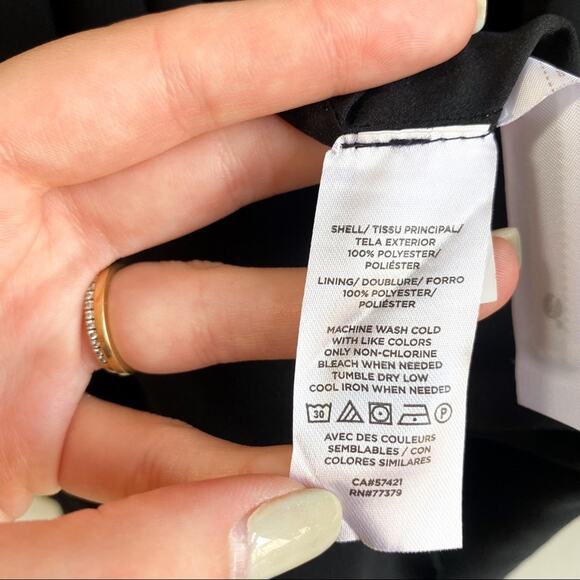 SHELL/ TISSU PRINCIPAL/
TELA EXTERIOR
100% POLYESTER/
POLIÉSTER
LINING/ DOUBLURE/ FORRO
100% POLYESTER/
POLIÉSTER
MACHINE WASH COLD
WITH LIKE COLORS
ONLY NON-CHLORINE
BLEACH WHEN NEEDED
TUMBLE DRY LOW
COOL IRON WHEN NEEDED
30 P
AVEC DES COULEURS
SEMBLABLES / CON
COLORES SIMILARES
CA#57421
RN#77379